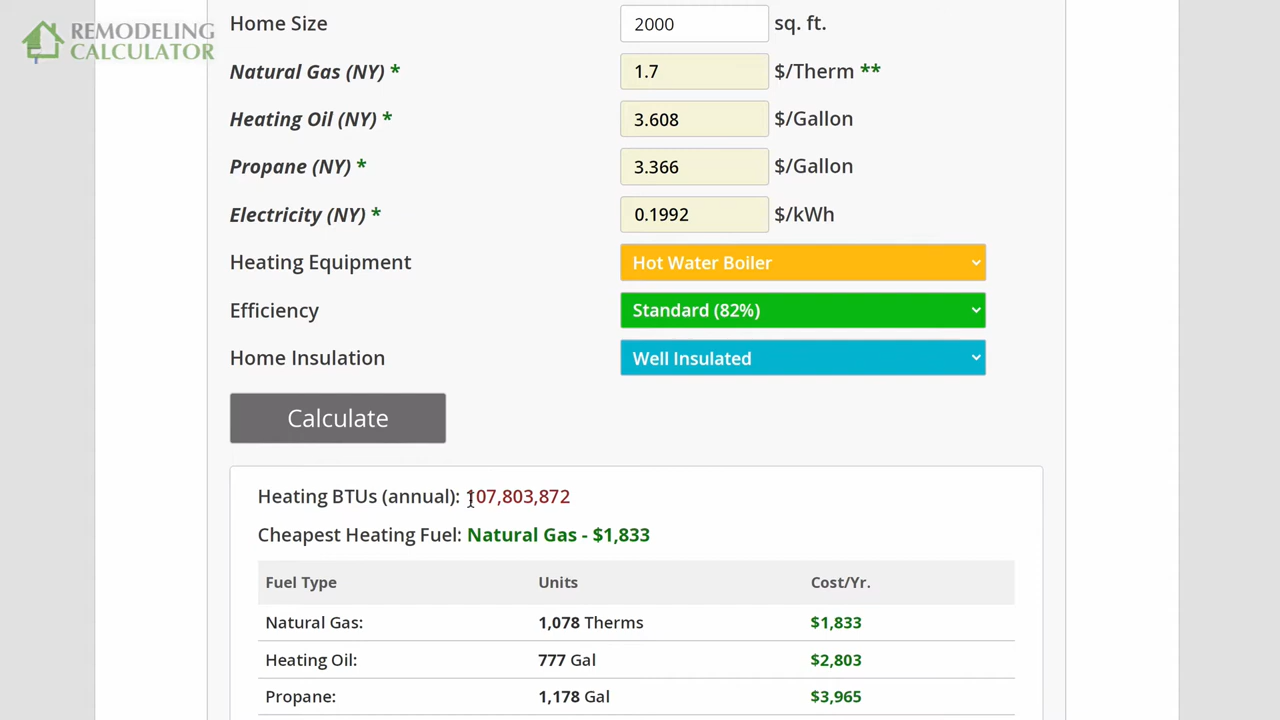 REMODELING
CALCULATOR
Home Size 2000 sq. ft.
Natural Gas (NY) * 1.7 $/Therm **
Heating Oil (NY) * 3.608 $/Gallon
Propane (NY) * 3.366 $/Gallon
Electricity (NY) * 0.1992 $/kWh
Heating Equipment Hot Water Boiler
Efficiency Standard (82%)
Home Insulation Well Insulated
Calculate
Heating BTUs (annual): 107,803,872
Cheapest Heating Fuel: Natural Gas - $1,833
Fuel Type Units Cost/Yr.
Natural Gas: 1,078 Therms $1,833
Heating Oil: 777 Gal $2,803
Propane: 1,178 Gal $3,965